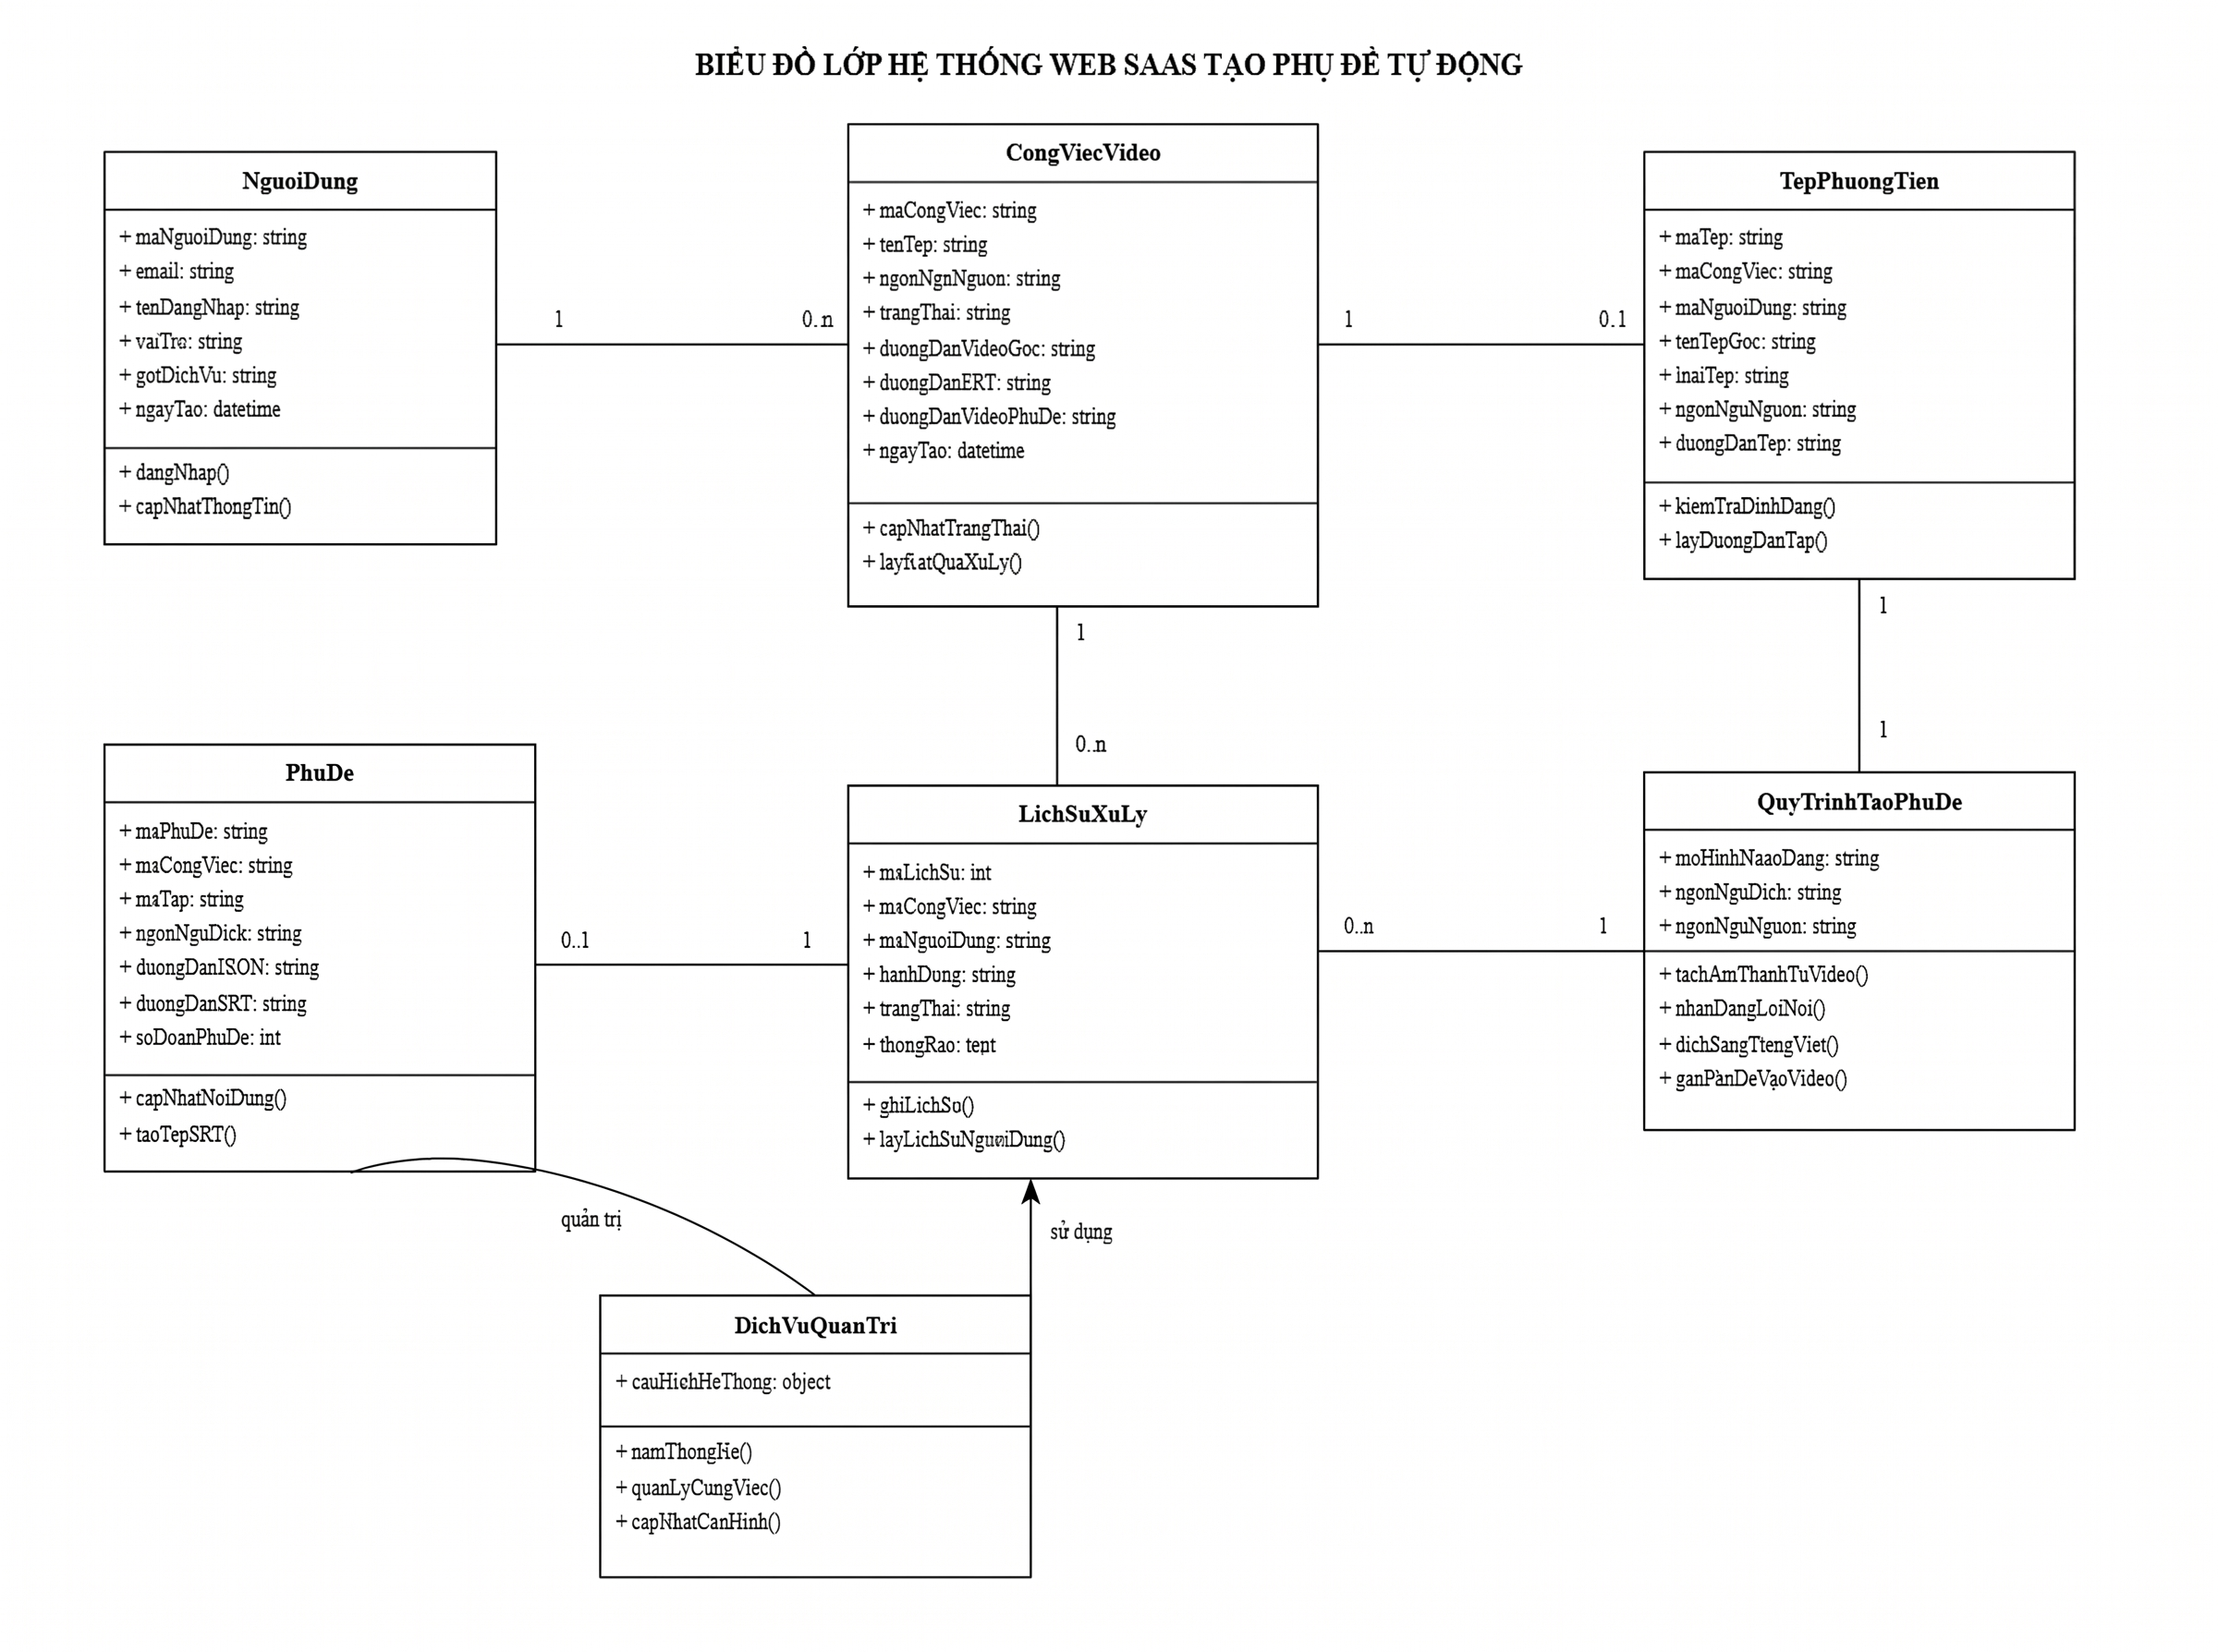 BIỂU ĐỒ LỚP HỆ THỐNG WEB SAAS TẠO PHỤ ĐỀ TỰ ĐỘNG
NguoiDung
+ maNguoiDung: string
+ email: string
+ tenDangNhap: string
+ vaiTro: string
+ gotDichVu: string
+ ngayTao: datetime
+ dangNhap()
+ capNhatThongTin()
1
0..n
CongViecVideo
+ maCongViec: string
+ tenTep: string
+ ngonNgnNguon: string
+ trangThai: string
+ duongDanVideoGoc: string
+ duongDanERT: string
+ duongDanVideoPhuDe: string
+ ngayTao: datetime
+ capNhatTrangThai()
1
0..1
TepPhuongTien
+ maTep: string
+ maCongViec: string
+ maNguoiDung: string
+ tenTepGoc: string
+ inaiTep: string
+ ngonNguNguon: string
+ duongDanTep: string
+ kiemTraDinhDang()
+ layDuongDanTap()
1
0..n
1
1
PhuDe
+ maPhuDe: string
+ maCongViec: string
+ maTap: string
+ ngonNguDick: string
+ duongDanISON: string
+ duongDanSRT: string
+ soDoanPhuDe: int
+ capNhatNoiDung()
+ taoTepSRT()
0..1
1
LichSuXuLy
+ maLichSu: int
+ maCongViec: string
+ maNguoiDung: string
+ hanhDung: string
+ trangThai: string
+ thongRao: tept
+ ghiLichSu()
+ layLichSuNguoiDung()
0..n
1
QuyTrinhTaoPhuDe
+ moHinhNaaoDang: string
+ ngonNguDich: string
+ ngonNguNguon: string
+ tachAmThanhTuVideo()
+ nhanDangLoiNoi()
+ dichSangTtengViet()
+ ganPànDeVạoVideo()
quản trị
sử dụng
DichVuQuanTri
+ cauHichHeThong: object
+ quanLyCungViec()
+ capNhatCanHinh()